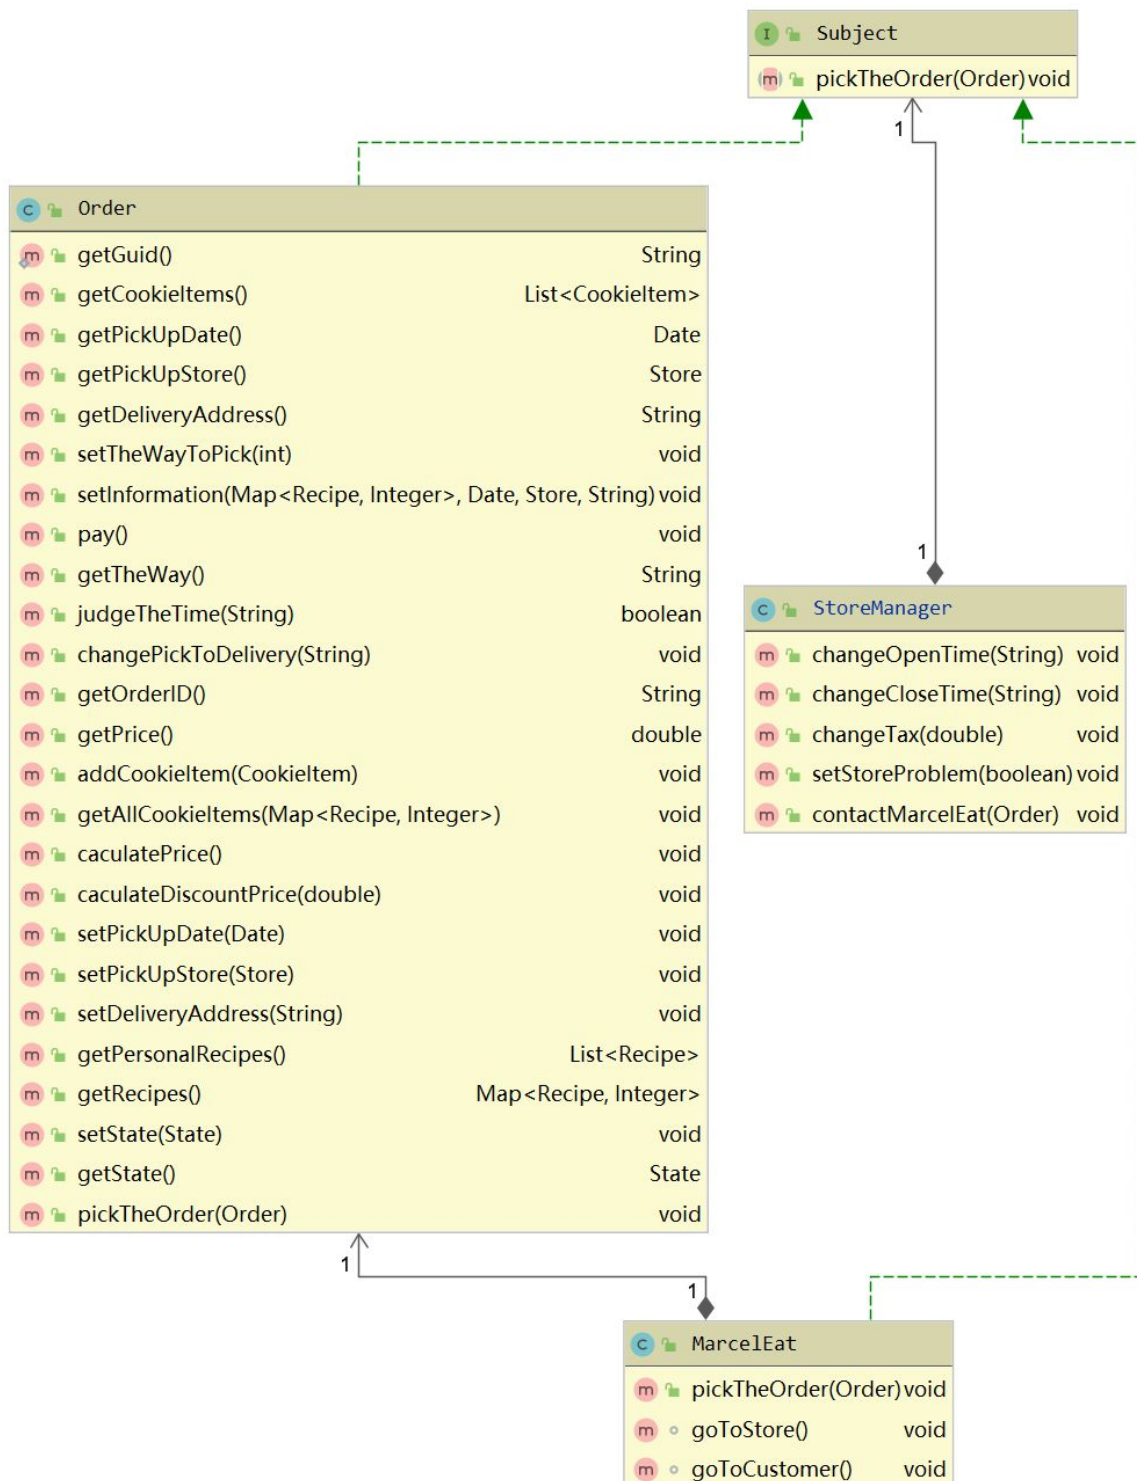 Subject
pickTheOrder(Order) void
1
Order
getGuid() String
getCookieItems() List<CookieItem>
getPickUpDate() Date
getPickUpStore() Store
getDeliveryAddress() String
setTheWayToPick(int) void
setInformation(Map<Recipe, Integer>, Date, Store, String) void
pay() void
getTheWay() String
judgeTheTime(String) boolean
changePickToDelivery(String) void
getOrderID() String
getPrice() double
addCookieItem(CookieItem) void
getAllCookieItems(Map<Recipe, Integer>) void
caculatePrice() void
caculateDiscountPrice(double) void
setPickUpDate(Date) void
setPickUpStore(Store) void
setDeliveryAddress(String) void
getPersonalRecipes() List<Recipe>
getRecipes() Map<Recipe, Integer>
setState(State) void
getState() State
pickTheOrder(Order) void
1
StoreManager
changeOpenTime(String) void
changeCloseTime(String) void
changeTax(double) void
setStoreProblem(boolean) void
contactMarcelEat(Order) void
1
1
MarcelEat
pickTheOrder(Order) void
goToStore() void
goToCustomer() void